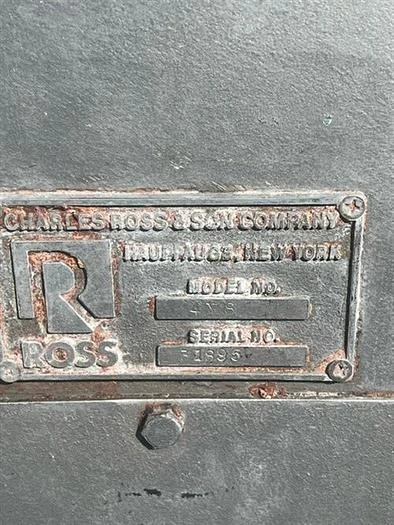 CHARLES ROSS & SON COMPANY
HAUPPAUGE, NEW YORK
R
MODEL NO.
SERIAL NO.
ROSS